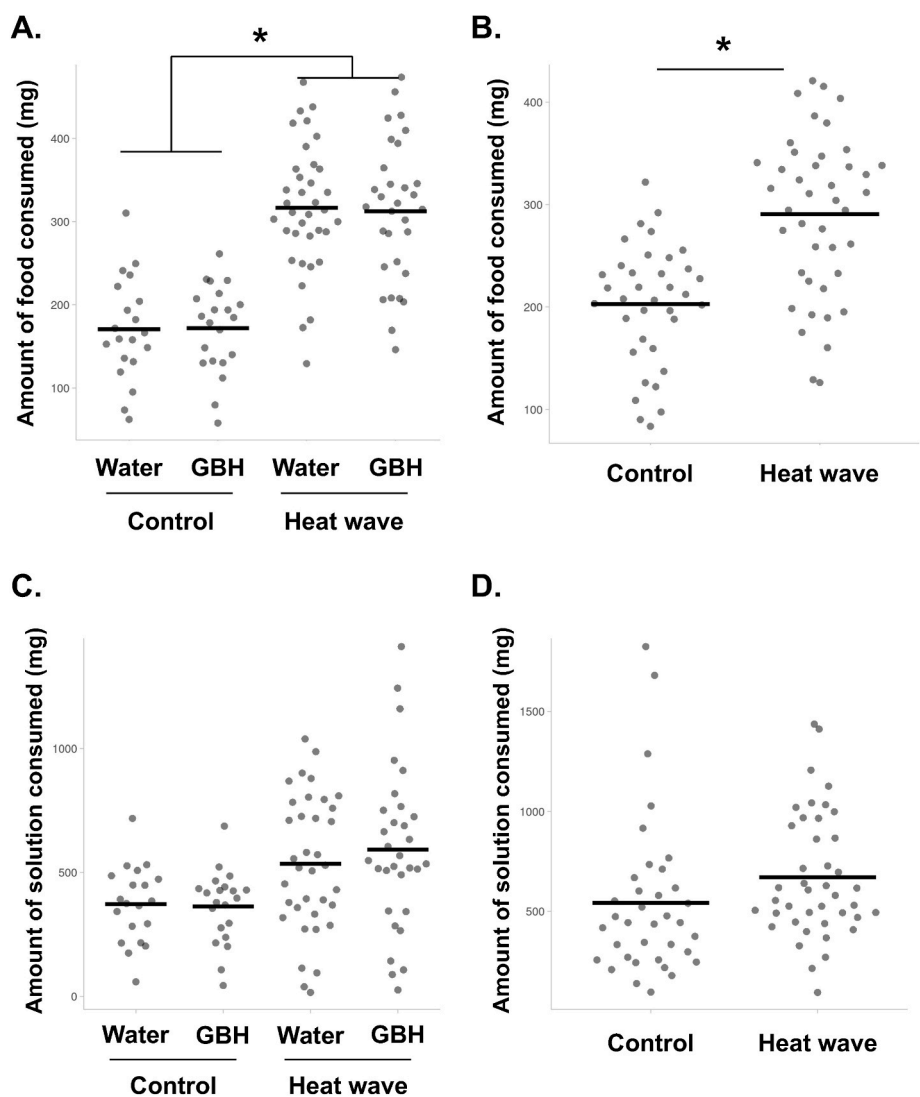 A.
*
Amount of food consumed (mg)
400
300
200
100
Water GBH Water GBH
Control Heat wave
B.
*
Amount of food consumed (mg)
400
300
200
100
Control Heat wave
C.
Amount of solution consumed (mg)
1000
500
0
Water GBH Water GBH
Control Heat wave
D.
Amount of solution consumed (mg)
1500
1000
500
Control Heat wave